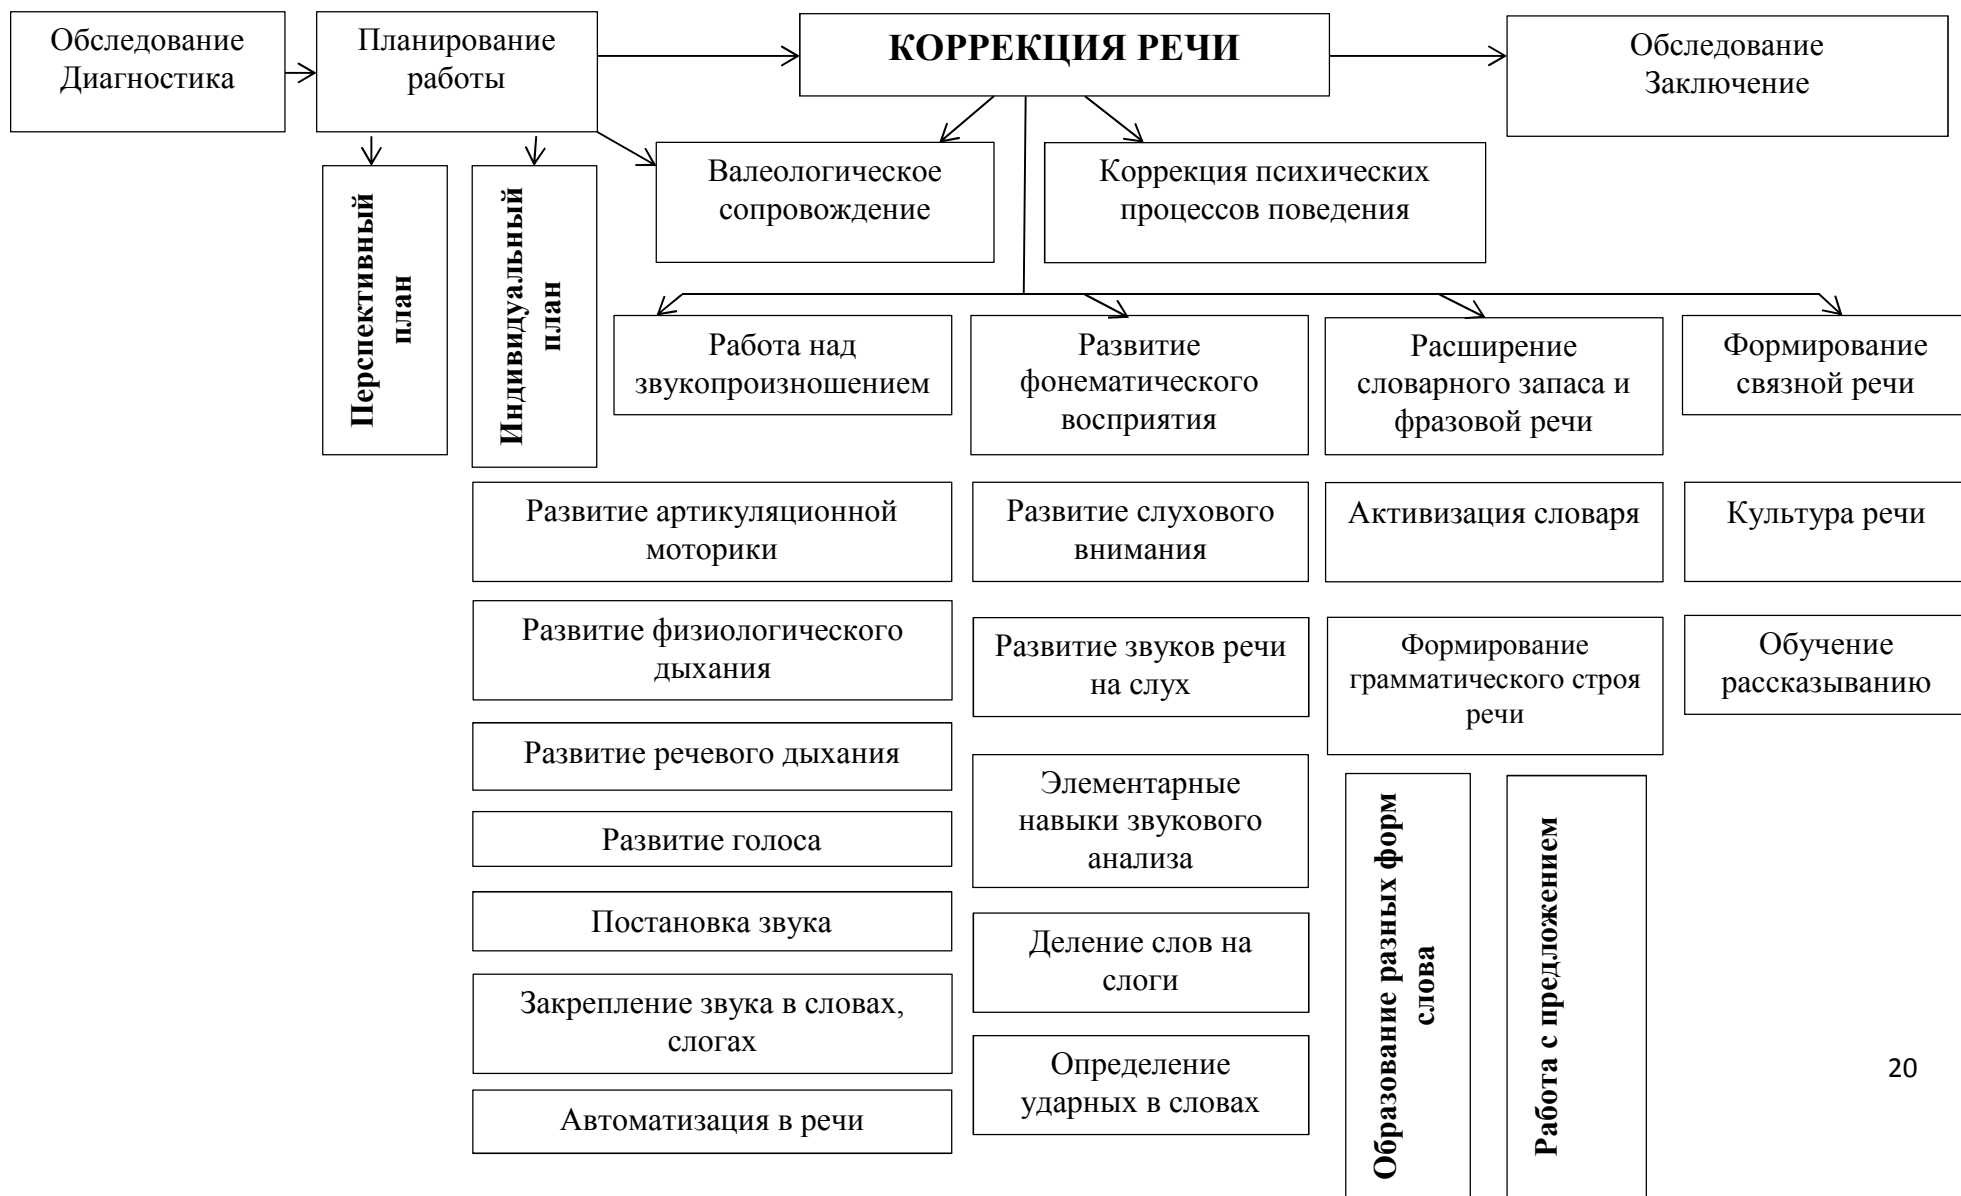 Обследование
Диагностика
Планирование
работы
КОРРЕКЦИЯ РЕЧИ
Обследование
Заключение
Валеологическое
сопровождение
Коррекция психических
процессов поведения
Перспективный
план
Индивидуальный
план
Работа над
звукопроизношением
Развитие
фонематического
восприятия
Расширение
словарного запаса и
фразовой речи
Формирование
связной речи
Развитие артикуляционной
моторики
Развитие слухового
внимания
Активизация словаря
Культура речи
Развитие физиологического
дыхания
Развитие звуков речи
на слух
Формирование
грамматического строя
речи
Обучение
рассказыванию
Развитие речевого дыхания
Элементарные
навыки звукового
анализа
Образование разных форм
слова
Работа с предложением
Развитие голоса
Постановка звука
Деление слов на
слоги
Закрепление звука в словах,
слогах
Определение
ударных в словах
Автоматизация в речи
20